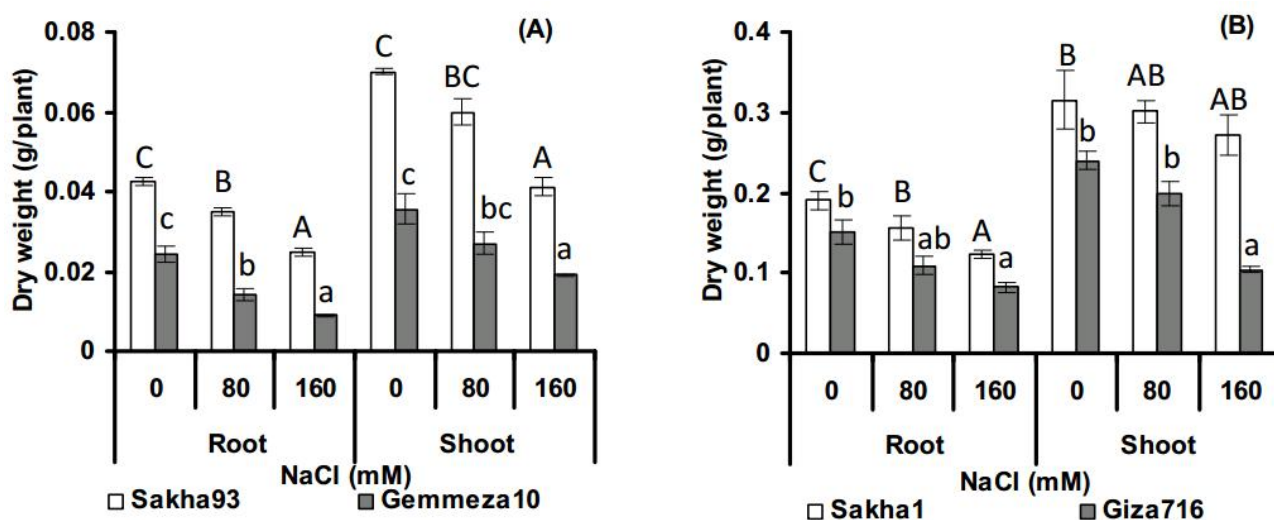 (A)
Dry weight (g/plant)
0.08
0.06
0.04
0.02
0
C
c
B
b
A
a
C
c
BC
bc
A
a
0 80 160 0 80 160
Root Shoot
NaCl (mM)
Sakha93 Gemmeza10
(B)
Dry weight (g/plant)
0.4
0.3
0.2
0.1
0
C
b
B
ab
A
a
B
b
AB
b
AB
a
0 80 160 0 80 160
Root Shoot
NaCl (mM)
Sakha1 Giza716